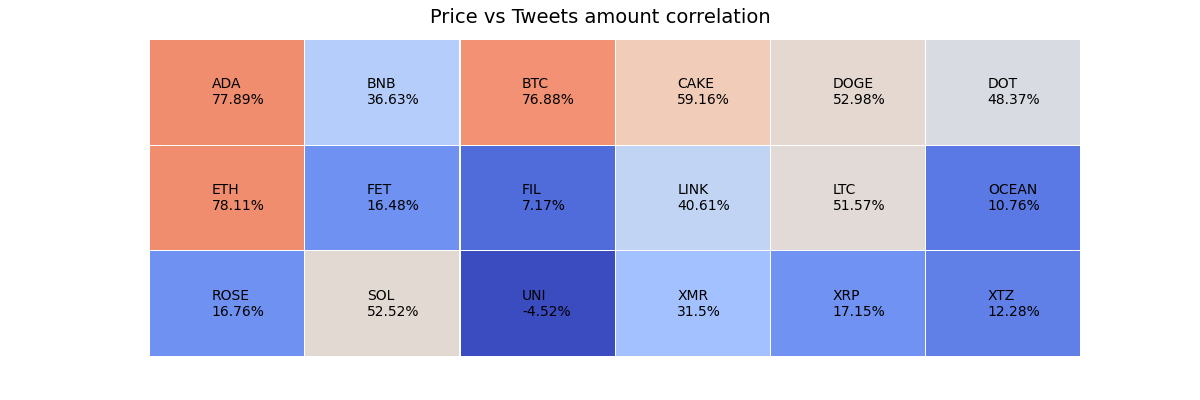 Price vs Tweets amount correlation
ADA
77.89%
BNB
36.63%
BTC
76.88%
CAKE
59.16%
DOGE
52.98%
DOT
48.37%
ETH
78.11%
FET
16.48%
FIL
7.17%
LINK
40.61%
LTC
51.57%
OCEAN
10.76%
ROSE
16.76%
SOL
52.52%
UNI
-4.52%
XMR
31.5%
XRP
17.15%
XTZ
12.28%